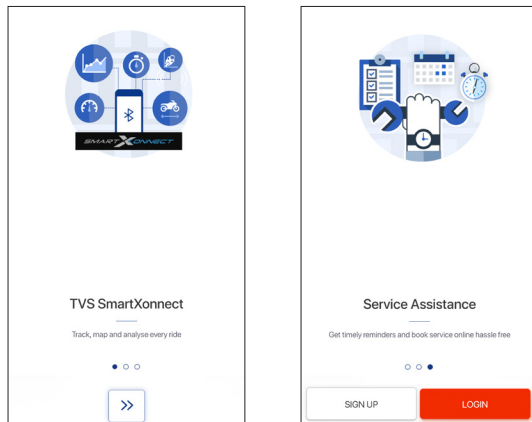 SMARTXONNECT
TVS SmartXonnect
Track, map and analyse every ride
Service Assistance
Get timely reminders and book service online hassle free
SIGN UP
LOGIN